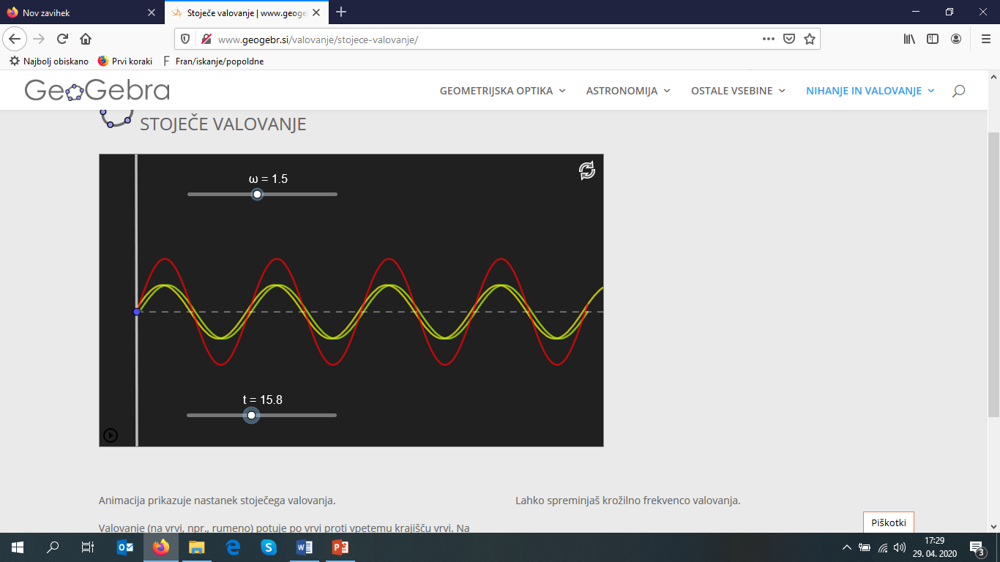 Nov zavihek
Stoječe valovanje | www.geoge
www.geogebr.si/valovanje/stojece-valovanje/
Najbolj obiskano Prvi koraki Fran/iskanje/popoldne
GeoGebra
GEOMETRIJSKA OPTIKA ASTRONOMIJA OSTALE VSEBINE NIHANJE IN VALOVANJE
STOJEČE VALOVANJE
ω = 1.5
t = 15.8
Animacija prikazuje nastanek stoječega valovanja.
Valovanje (na vrvi, npr., rumeno) potuje po vrvi proti vpetemu krajišču vrvi. Na
Lahko spreminjaš krožilno frekvenco valovanja.
Piškotki
17:29
29. 04. 2020
3